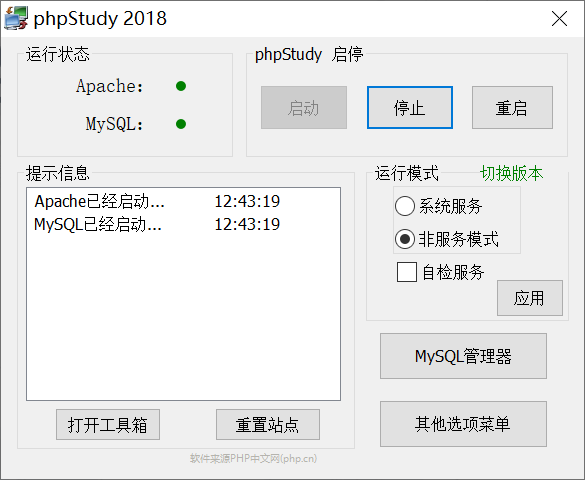 phpStudy 2018
运行状态
Apache:
MySQL:
phpStudy 启停
启动
停止
重启
提示信息
Apache已经启动... 12:43:19
MySQL已经启动... 12:43:19
打开工具箱
重置站点
运行模式
切换版本
系统服务
非服务模式
自检服务
应用
MySQL管理器
其他选项菜单
软件来源PHP中文网(php.cn)